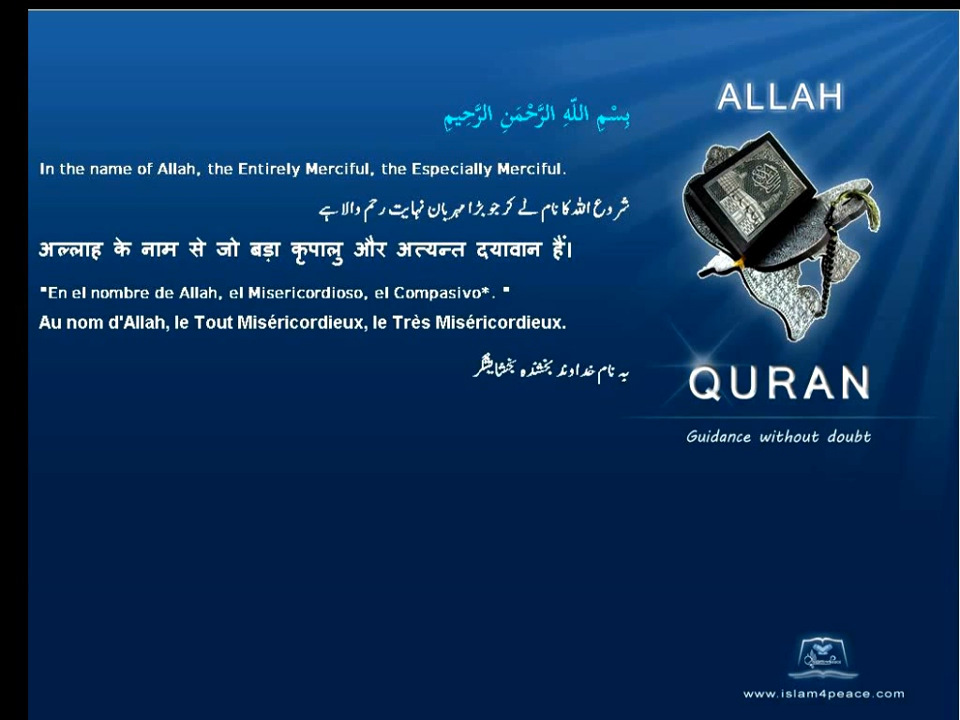 بِسْمِ اللّهِ الرَّحْمَنِ الرَّحِيمِ
In the name of Allah, the Entirely Merciful, the Especially Merciful.
شروع الله کا نام لے کر جو بڑا مہربان نہایت رحم والا ہے
अल्लाह के नाम से जो बड़ा कृपालु और अत्यन्त दयावान हैं।
"En el nombre de Allah, el Misericordioso, el Compasivo*. "
Au nom d'Allah, le Tout Miséricordieux, le Très Miséricordieux.
به نام خداوند بخشنده بخشایشگر
ALLAH
QURAN
Guidance without doubt
www.islam4peace.com